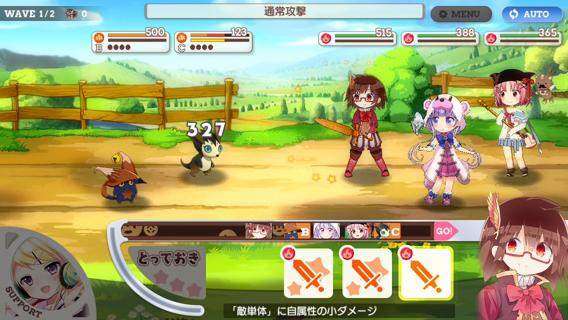 WAVE 1/2 0
通常攻撃
MENU
AUTO
500
B
123
C
515
388
365
327
B C GO!
とっておき
SUPPORT
「敵単体」に自属性の小ダメージ